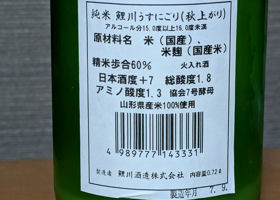 純米 鯉川うすにごり(秋上がり)
アルコール分15.0度以上16.0度未満
原材料名 米(国産)、
米麹(国産米)
精米歩合60% 火入れ酒
日本酒度+7 総酸度1.8
アミノ酸度1.3 協会7号酵母
山形県産米100%使用
4 989777 143331
製造者 鯉川酒造株式会社 内容量0.72ℓ
製造年月 7. 9.